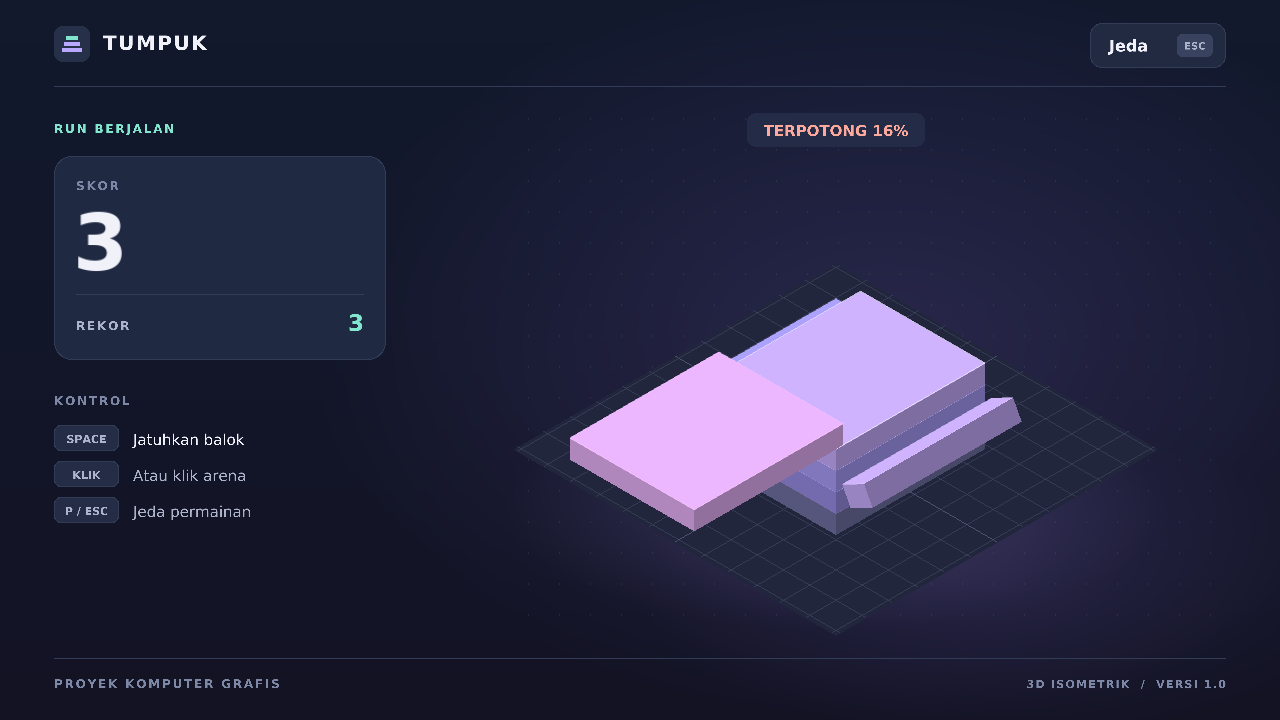 TUMPUK
Jeda ESC
RUN BERJALAN
TERPOTONG 16%
SKOR
3
REKOR 3
KONTROL
SPACE Jatuhkan balok
KLIK Atau klik arena
P / ESC Jeda permainan
PROYEK KOMPUTER GRAFIS
3D ISOMETRIK / VERSI 1.0